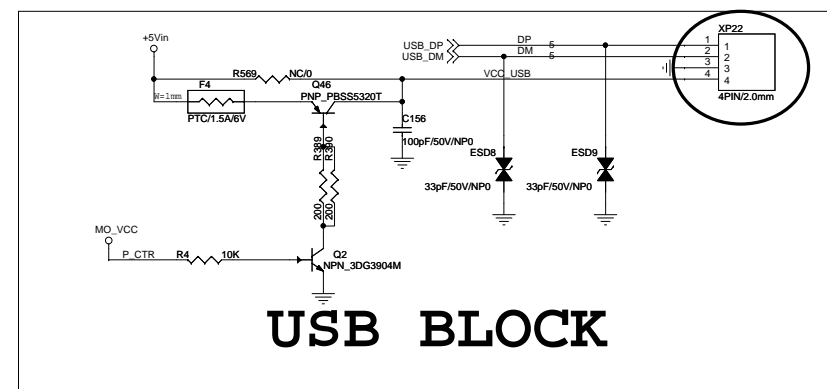 +5Vin
XP22
USB_DP
DP
5
1
1
USB_DM
DM
5
2
2
3
3
R569
NC/0
VCC_USB
4
4
F4
Q46
W=1mm
PNP_PBSS5320T
4PIN/2.0mm
PTC/1.5A/6V
C156
100pF/50V/NP0
R389
R390
ESD8
ESD9
33pF/50V/NP0
33pF/50V/NP0
200
200
MO_VCC
P_CTR
R4
10K
Q2
NPN_3DG3904M
USB BLOCK